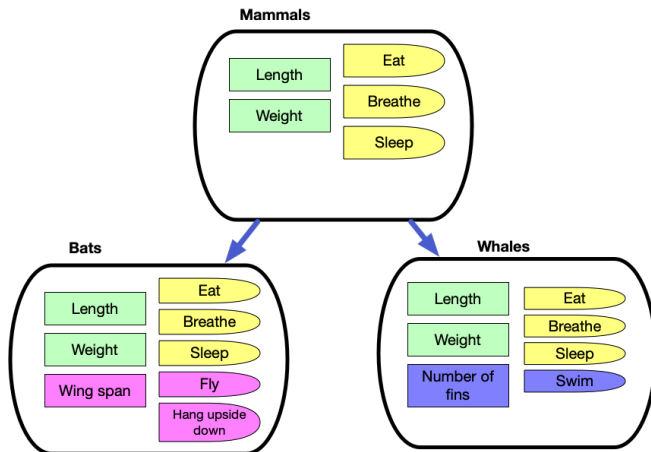 Mammals
Length
Weight
Eat
Breathe
Sleep
Bats
Length
Weight
Wing span
Eat
Breathe
Sleep
Fly
Hang upside
down
Whales
Length
Weight
Number of
fins
Eat
Breathe
Sleep
Swim